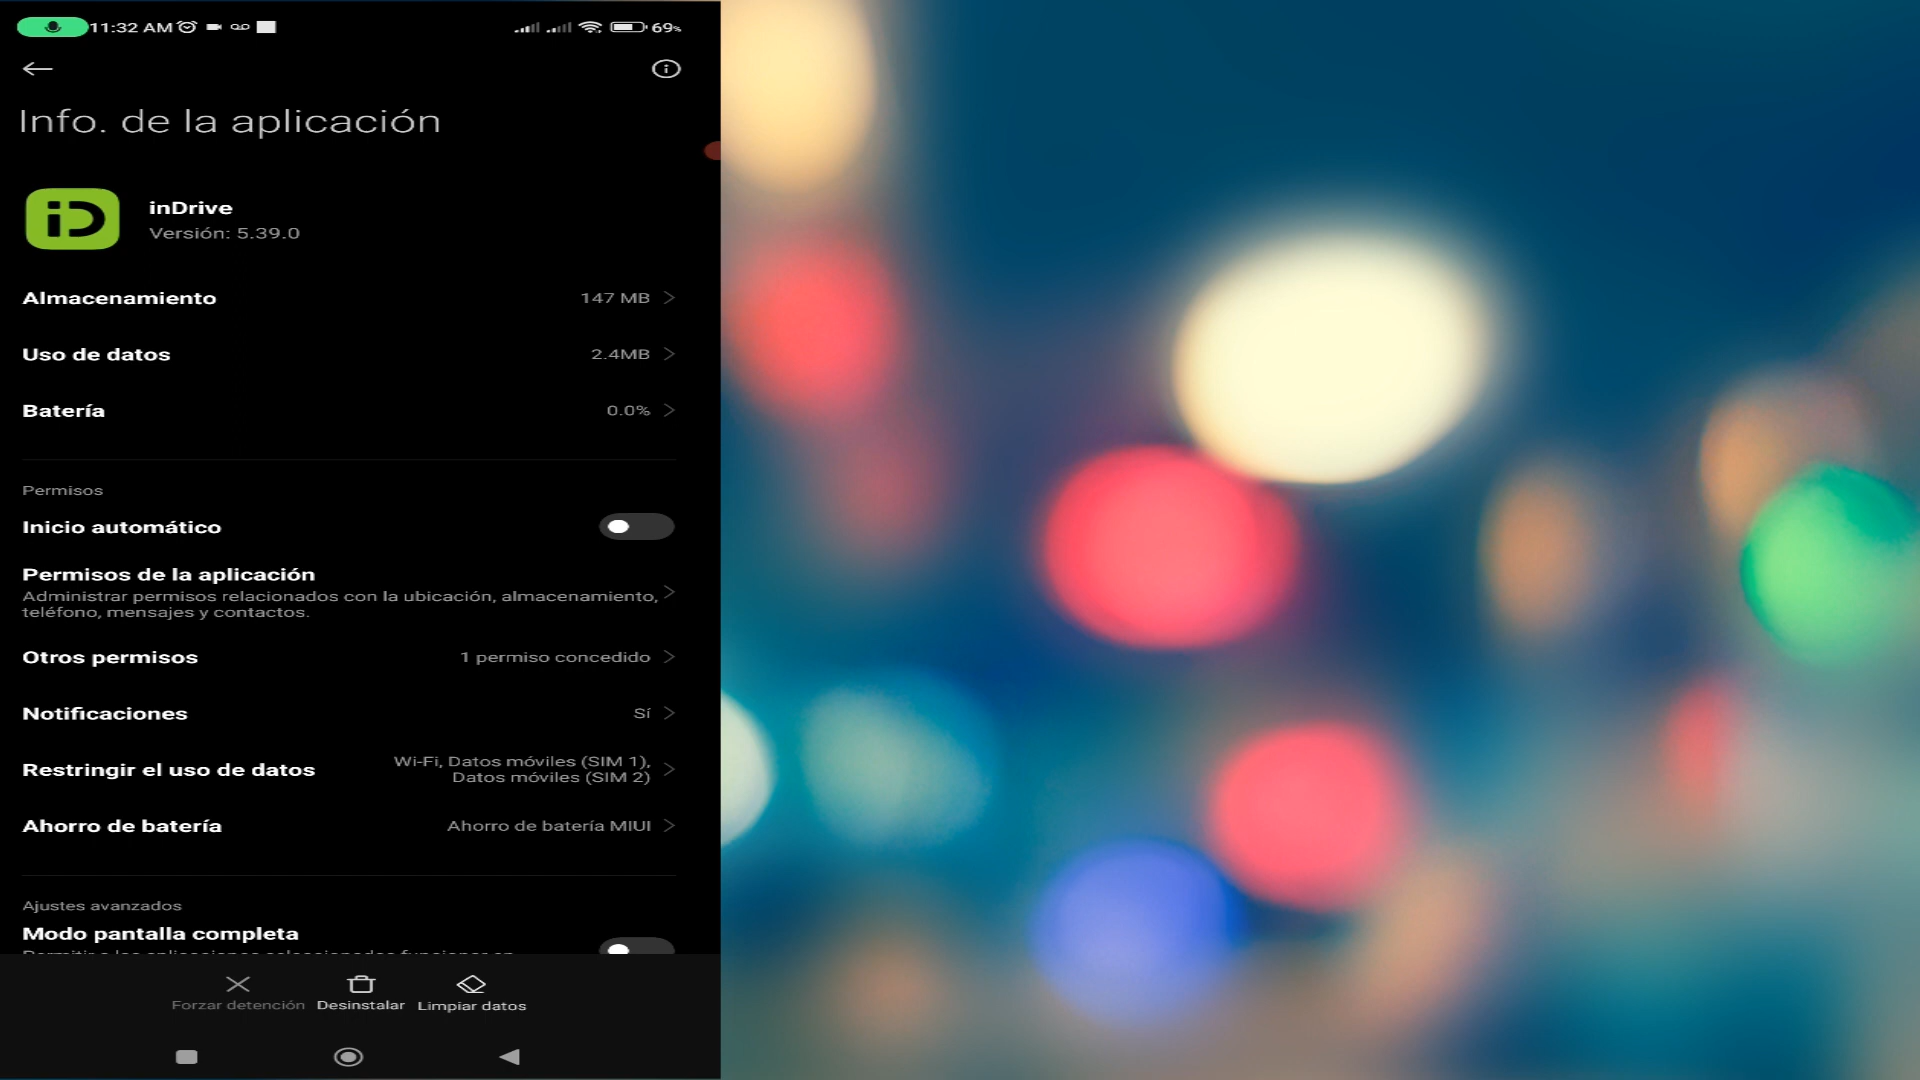 11:32 AM
69%
Info. de la aplicación
iD
inDrive
Versión: 5.39.0
Almacenamiento 147 MB
Uso de datos 2.4MB
Batería 0.0%
Permisos
Inicio automático
Permisos de la aplicación
Administrar permisos relacionados con la ubicación, almacenamiento,
teléfono, mensajes y contactos.
Otros permisos 1 permiso concedido
Notificaciones Sí
Restringir el uso de datos Wi-Fi, Datos móviles (SIM 1),
Datos móviles (SIM 2)
Ahorro de batería Ahorro de batería MIUI
Ajustes avanzados
Modo pantalla completa
Forzar detención Desinstalar Limpiar datos